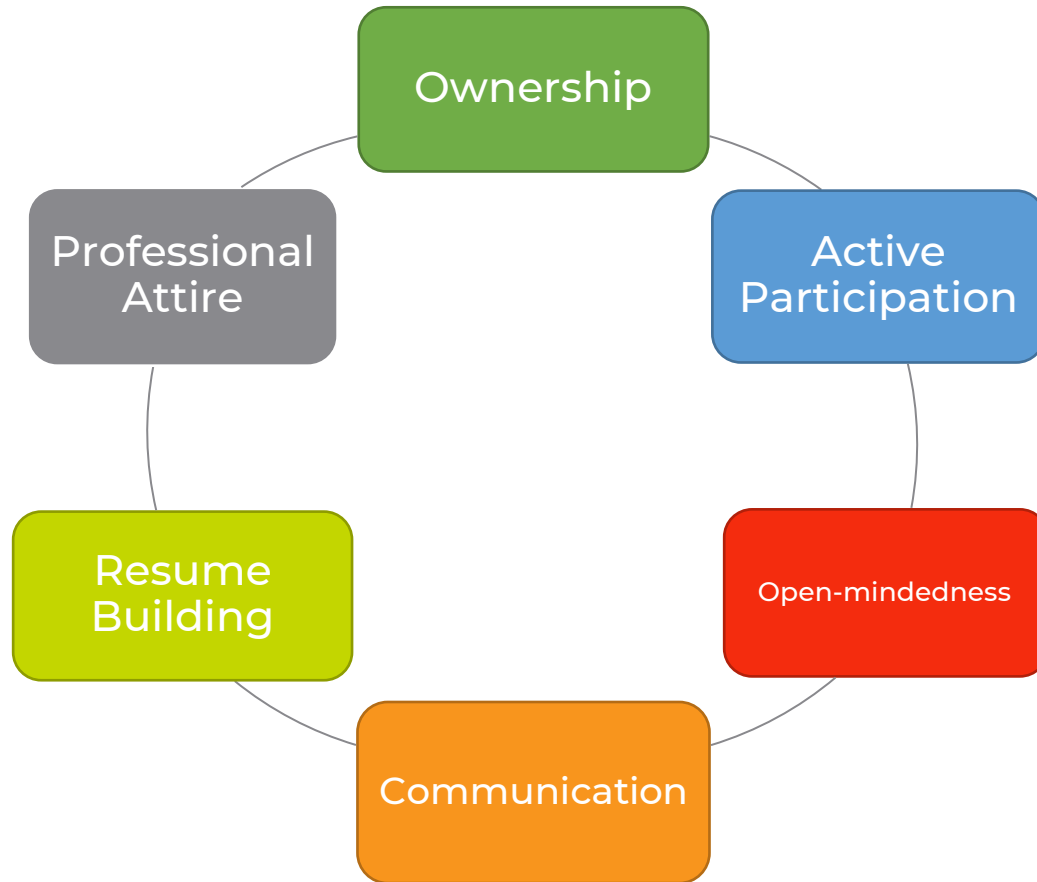 Ownership
Active
Participation
Open-mindedness
Communication
Resume
Building
Professional
Attire